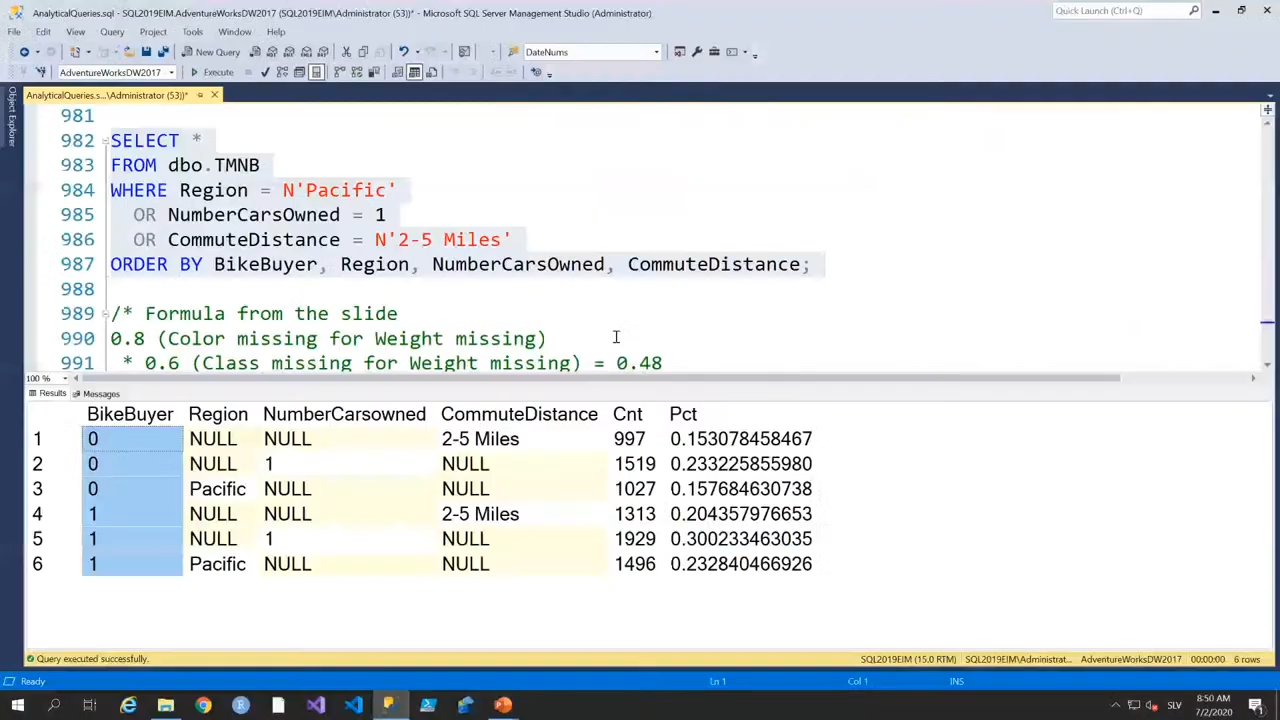 AnalyticalQueries.sql - SQL2019EIM.AdventureWorksDW2017 (SQL2019EIM\Administrator (53))* - Microsoft SQL Server Management Studio (Administrator)
Quick Launch (Ctrl+Q)
File Edit View Query Project Tools Window Help
New Query
DateNums
AdventureWorksDW2017
Execute
AnalyticalQueries.s...\Administrator (53))*
Object Explorer
981
982 SELECT *
983 FROM dbo.TMNB
984 WHERE Region = N'Pacific'
985 OR NumberCarsOwned = 1
986 OR CommuteDistance = N'2-5 Miles'
987 ORDER BY BikeBuyer, Region, NumberCarsOwned, CommuteDistance;
988
989 /* Formula from the slide
990 0.8 (Color missing for Weight missing)
991 * 0.6 (Class missing for Weight missing) = 0.48
100 %
Results Messages
BikeBuyer Region NumberCarsowned CommuteDistance Cnt Pct
1 0 NULL NULL 2-5 Miles 997 0.153078458467
2 0 NULL 1 NULL 1519 0.233225855980
3 0 Pacific NULL NULL 1027 0.157684630738
4 1 NULL NULL 2-5 Miles 1313 0.204357976653
5 1 NULL 1 NULL 1929 0.300233463035
6 1 Pacific NULL NULL 1496 0.232840466926
Query executed successfully. SQL2019EIM (15.0 RTM) SQL2019EIM\Administrat... AdventureWorksDW2017 00:00:00 6 rows
Ready Ln 1 Col 1 INS
SLV
8:50 AM
7/2/2020